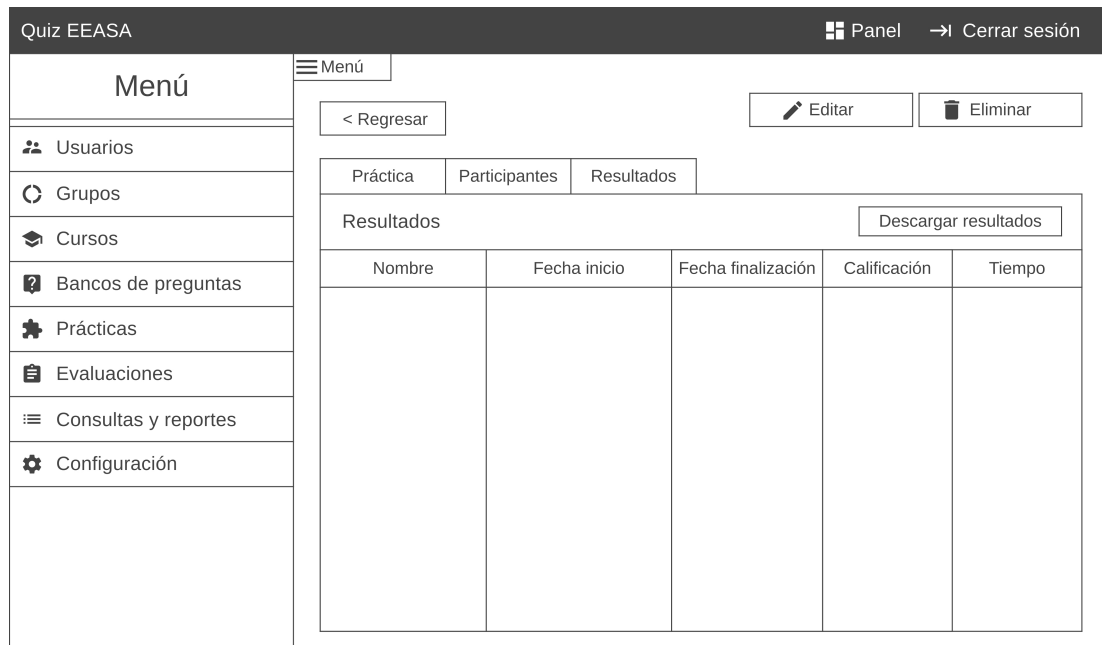 Quiz EEASA
Panel
Cerrar sesión
Menú
Usuarios
Grupos
Cursos
Bancos de preguntas
Prácticas
Evaluaciones
Consultas y reportes
Configuración
Menú
< Regresar
Editar
Eliminar
Práctica
Participantes
Resultados
Resultados
Descargar resultados
Nombre
Fecha inicio
Fecha finalización
Calificación
Tiempo